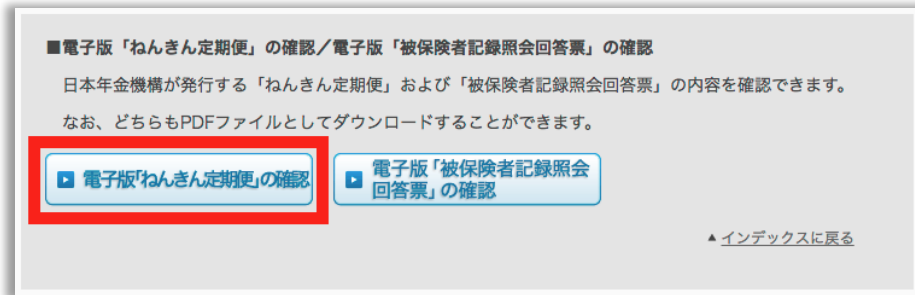 ■電子版「ねんきん定期便」の確認／電子版「被保険者記録照会回答票」の確認
日本年金機構が発行する「ねんきん定期便」および「被保険者記録照会回答票」の内容を確認できます。
なお、どちらもPDFファイルとしてダウンロードすることができます。
電子版「ねんきん定期便」の確認
電子版「被保険者記録照会
回答票」の確認
▲インデックスに戻る